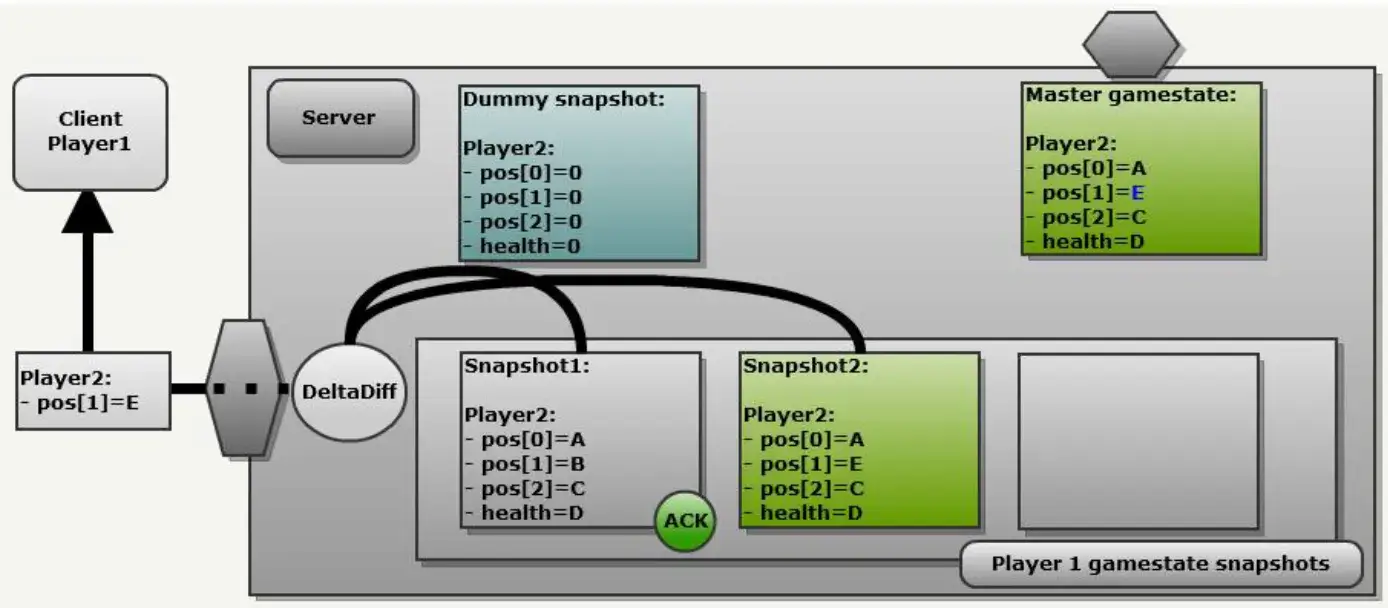 Client
Player1
Server
Dummy snapshot:
Player2:
- pos[0]=0
- pos[1]=0
- pos[2]=0
- health=0
Master gamestate:
Player2:
- pos[0]=A
- pos[1]=E
- pos[2]=C
- health=D
Player2:
- pos[1]=E
DeltaDiff
Snapshot1:
Player2:
- pos[0]=A
- pos[1]=B
- pos[2]=C
- health=D
ACK
Snapshot2:
Player2:
- pos[0]=A
- pos[1]=E
- pos[2]=C
- health=D
Player 1 gamestate snapshots